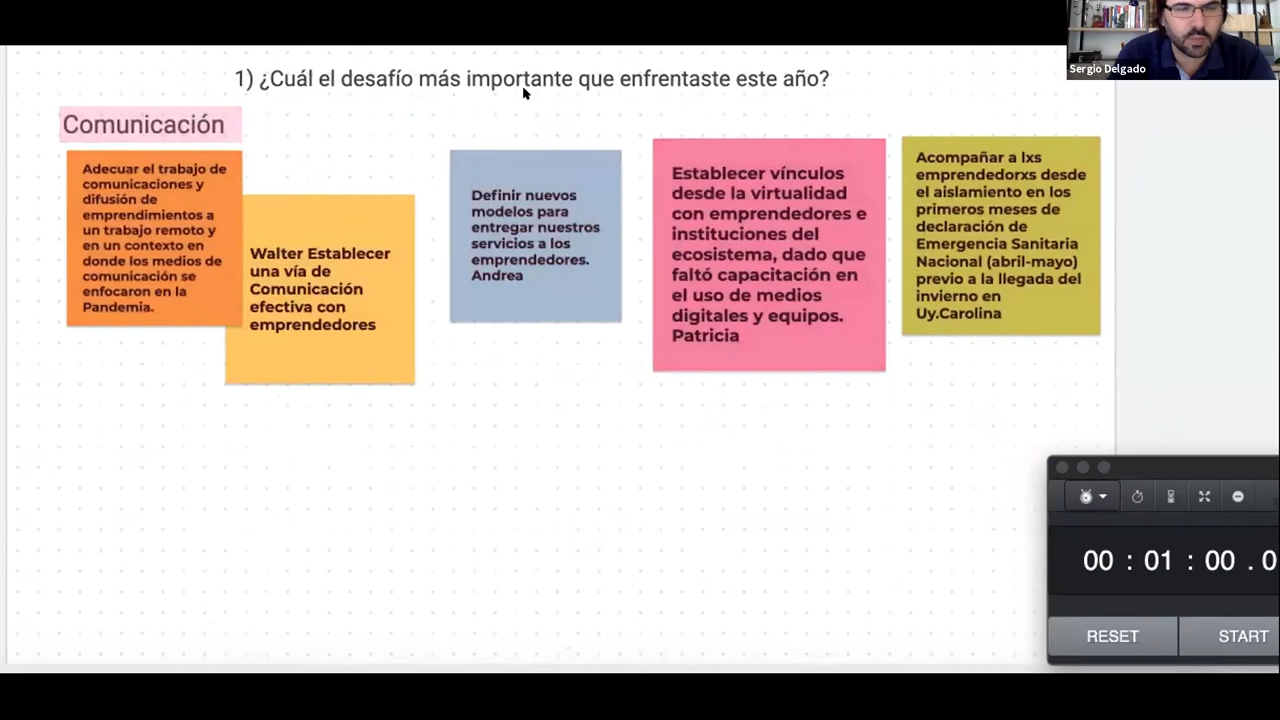 Sergio Delgado
1) ¿Cuál el desafío más importante que enfrentaste este año?
Comunicación
Adecuar el trabajo de
comunicaciones y
difusión de
emprendimientos a
un trabajo remoto y
en un contexto en
donde los medios de
comunicación se
enfocaron en la
Pandemia.
Walter Establecer
una vía de
Comunicación
efectiva con
emprendedores
Definir nuevos
modelos para
entregar nuestros
servicios a los
emprendedores.
Andrea
Establecer vínculos
desde la virtualidad
con emprendedores e
instituciones del
ecosistema, dado que
faltó capacitación en
el uso de medios
digitales y equipos.
Patricia
Acompañar a lxs
emprendedorxs desde
el aislamiento en los
primeros meses de
declaración de
Emergencia Sanitaria
Nacional (abril-mayo)
previo a la llegada del
invierno en
Uy.Carolina
00 : 01 : 00 . 0
RESET
START